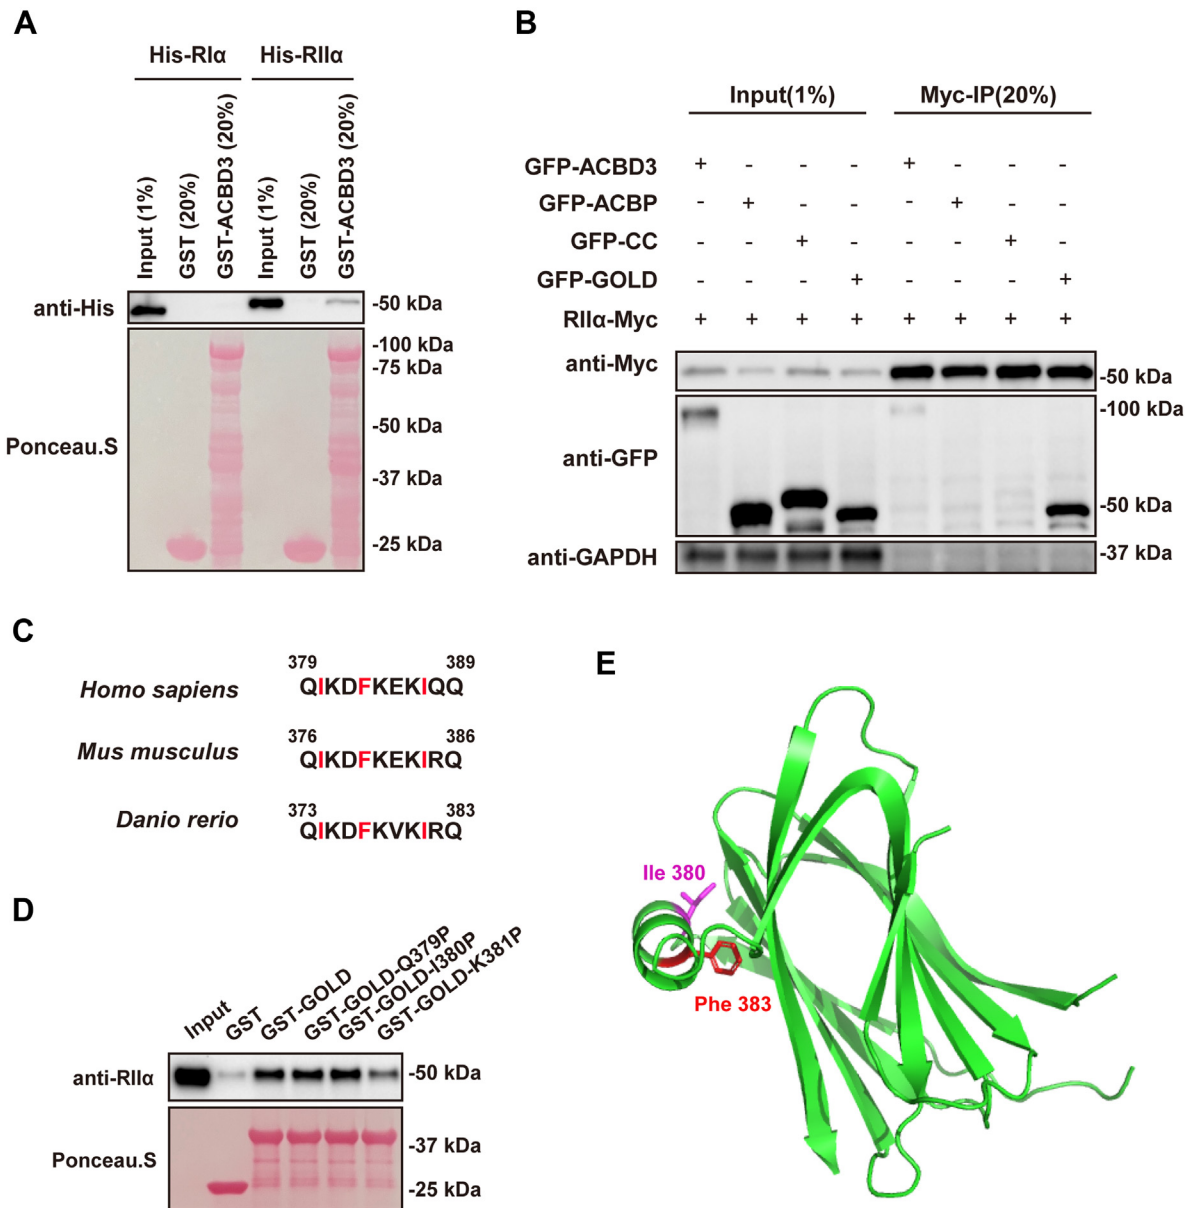 A
His-RIα His-RIIα
Input (1%)
GST (20%)
GST-ACBD3 (20%)
Input (1%)
GST (20%)
GST-ACBD3 (20%)
anti-His
-50 kDa
-100 kDa
-75 kDa
-50 kDa
Ponceau.S
-37 kDa
-25 kDa
B
Input(1%) Myc-IP(20%)
GFP-ACBD3 + - - - + - - -
GFP-ACBP - + - - - + - -
GFP-CC - - + - - - + -
GFP-GOLD - - - + - - - +
RIIα-Myc + + + + + + + +
anti-Myc
-50 kDa
-100 kDa
anti-GFP
-50 kDa
anti-GAPDH -37 kDa
C
379 389
Homo sapiens QIKDFKEKIQQ
376 386
Mus musculus QIKDFKEKIRQ
373 383
Danio rerio QIKDFKVKIRQ
D
Input
GST
GST-GOLD
GST-GOLD-Q379P
GST-GOLD-I380P
GST-GOLD-K381P
anti-RIIα -50 kDa
-37 kDa
Ponceau.S
-25 kDa
E
Ile 380
Phe 383